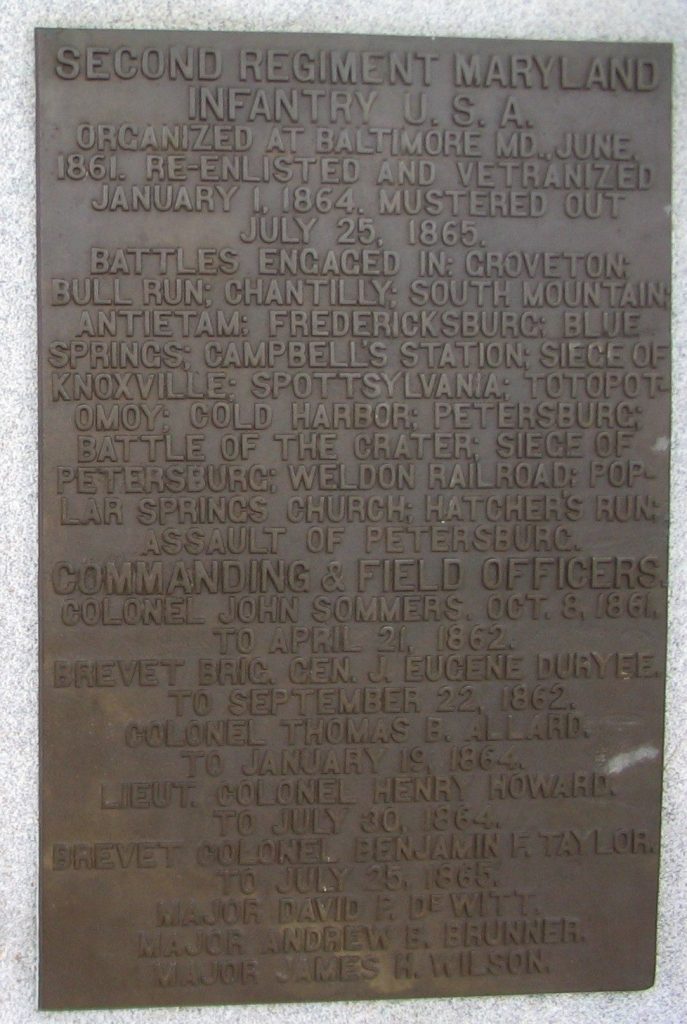 SECOND REGIMENT MARYLAND
INFANTRY U. S. A.
ORGANIZED AT BALTIMORE MD., JUNE,
1861. RE-ENLISTED AND VETRANIZED
JANUARY 1, 1864. MUSTERED OUT
JULY 25, 1865.
BATTLES ENGAGED IN: GROVETON;
BULL RUN; CHANTILLY; SOUTH MOUNTAIN;
ANTIETAM; FREDERICKSBURG; BLUE
SPRINGS; CAMPBELL'S STATION; SIEGE OF
KNOXVILLE; SPOTTSYLVANIA; TOTOPOT-
OMOY; COLD HARBOR; PETERSBURG;
BATTLE OF THE CRATER; SIEGE OF
PETERSBURG; WELDON RAILROAD; POP-
LAR SPRINGS CHURCH; HATCHER'S RUN;
ASSAULT OF PETERSBURG.
COMMANDING & FIELD OFFICERS.
COLONEL JOHN SOMMERS. OCT. 8, 1861,
TO APRIL 21, 1862.
BREVET BRIG. GEN. J. EUGENE DURYEE.
TO SEPTEMBER 22, 1862.
COLONEL THOMAS B. ALLARD.
TO JANUARY 19, 1864.
LIEUT. COLONEL HENRY HOWARD.
TO JULY 30, 1864.
BREVET COLONEL BENJAMIN F. TAYLOR.
TO JULY 25, 1865.
MAJOR DAVID P. DE WITT.
MAJOR ANDREW B. BRUNNER.
MAJOR JAMES H. WILSON.